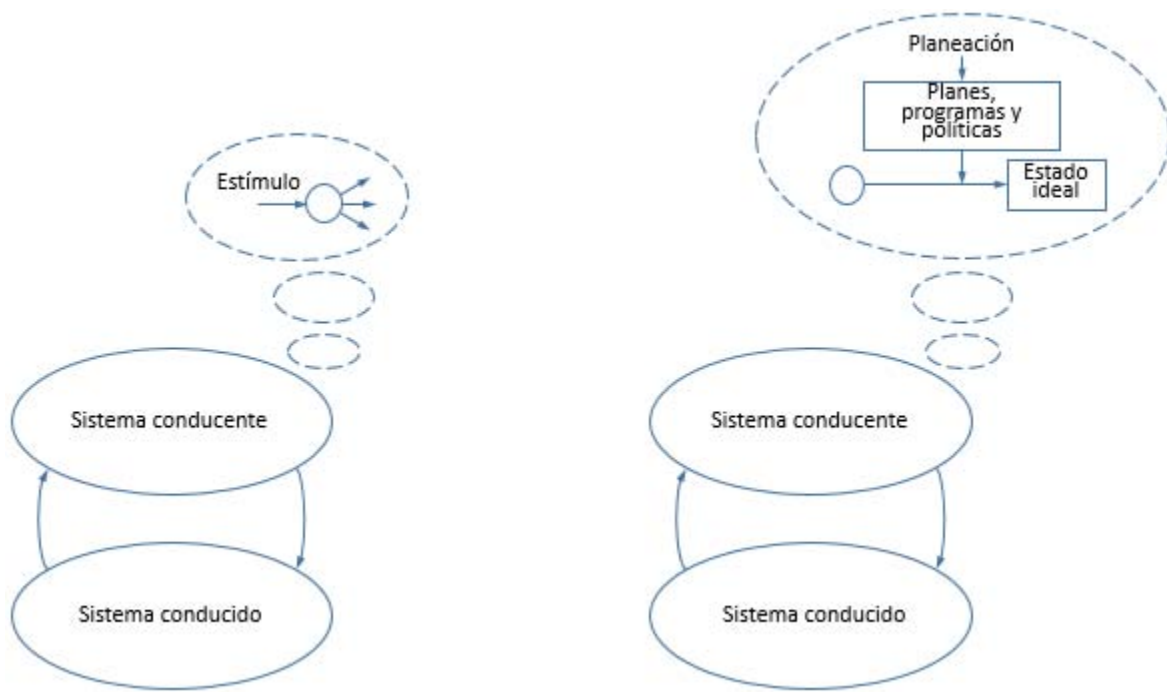 Estímulo
Sistema conducente
Sistema conducido
Planeación
Planes,
programas y
políticas
Estado
ideal
Sistema conducente
Sistema conducido